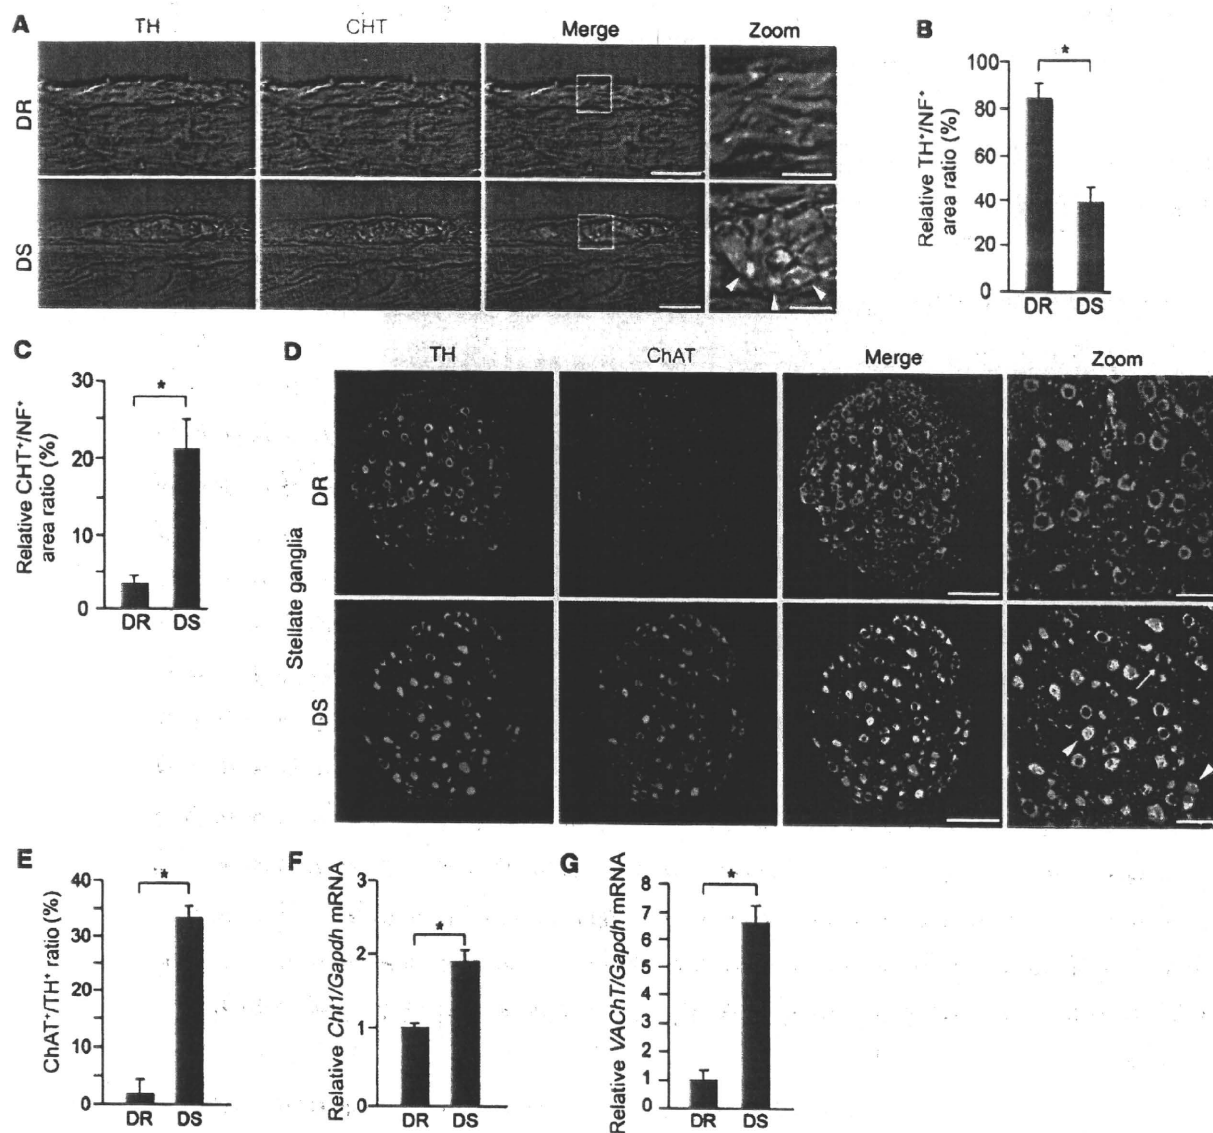 A
TH
CHT
Merge
Zoom
DR
DS
B
Relative TH⁺/NF⁺
area ratio (%)
100
80
60
40
20
0
*
DR
DS
C
Relative CHT⁺/NF⁺
area ratio (%)
30
20
10
0
*
DR
DS
D
TH
ChAT
Merge
Zoom
Stellate ganglia
DR
DS
E
ChAT⁺/TH⁺ ratio (%)
40
30
20
10
0
*
DR
DS
F
Relative Cht1/Gapdh mRNA
3
2
1
0
*
DR
DS
G
Relative VAChT/Gapdh mRNA
8
7
6
5
4
3
2
1
0
*
DR
DS